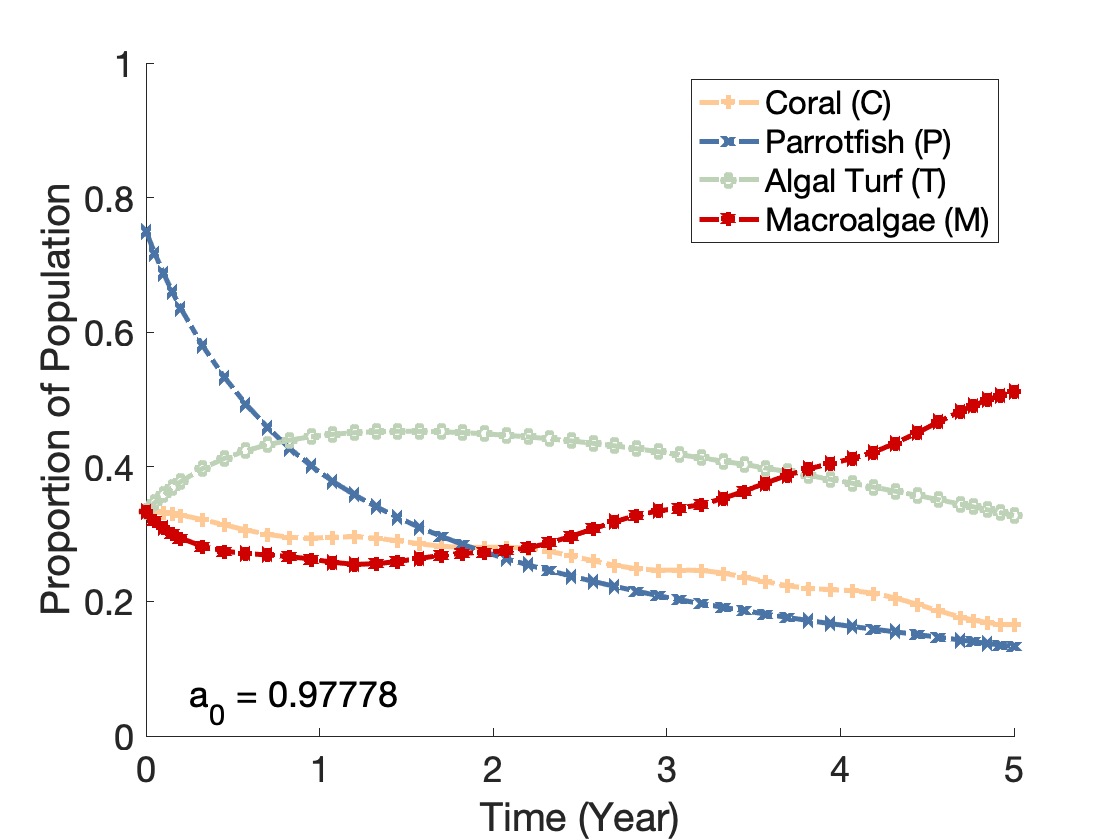 1
0.8
0.6
0.4
0.2
0
0 1 2 3 4 5
Proportion of Population
Time (Year)
Coral (C)
Parrotfish (P)
Algal Turf (T)
Macroalgae (M)
a0 = 0.97778